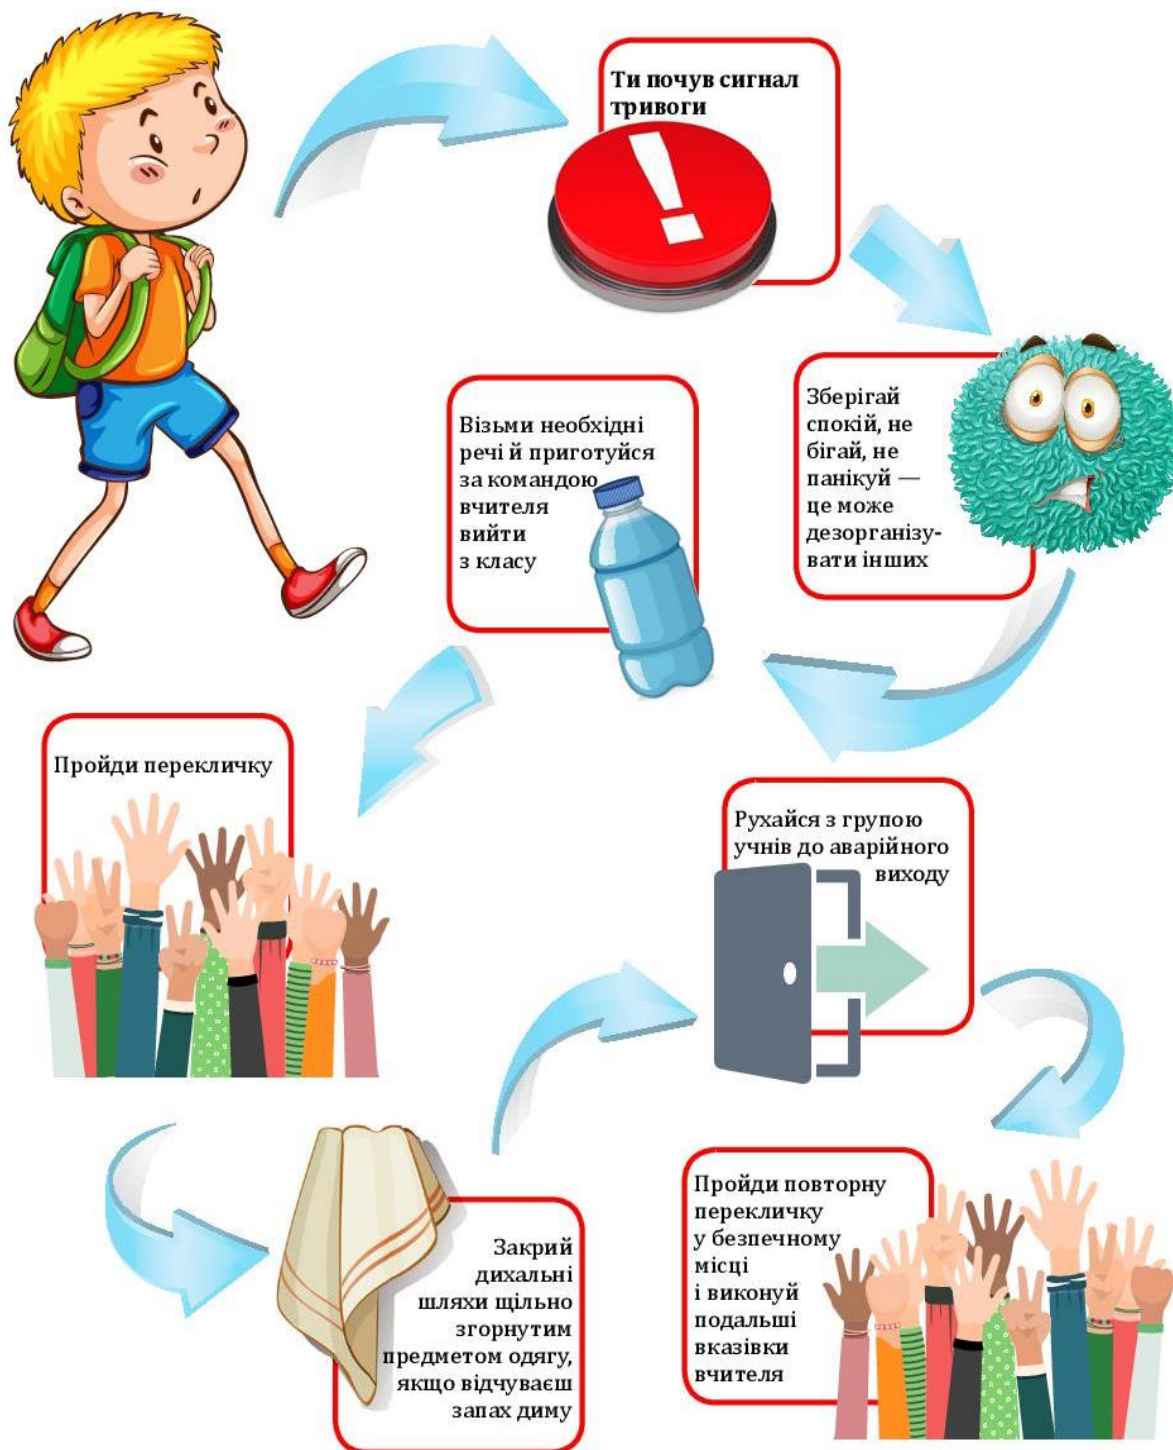 Ти почув сигнал
тривоги
Зберігай
спокій, не
бігай, не
панікуй —
це може
дезорганізу-
вати інших
Візьми необхідні
речі й приготуйся
за командою
вчителя
вийти
з класу
Пройди перекличку
Закрий
дихальні
шляхи щільно
згорнутим
предметом одягу,
якщо відчуваєш
запах диму
Рухайся з групою
учнів до аварійного
виходу
Пройди повторну
перекличку
у безпечному
місці
і виконуй
подальші
вказівки
вчителя